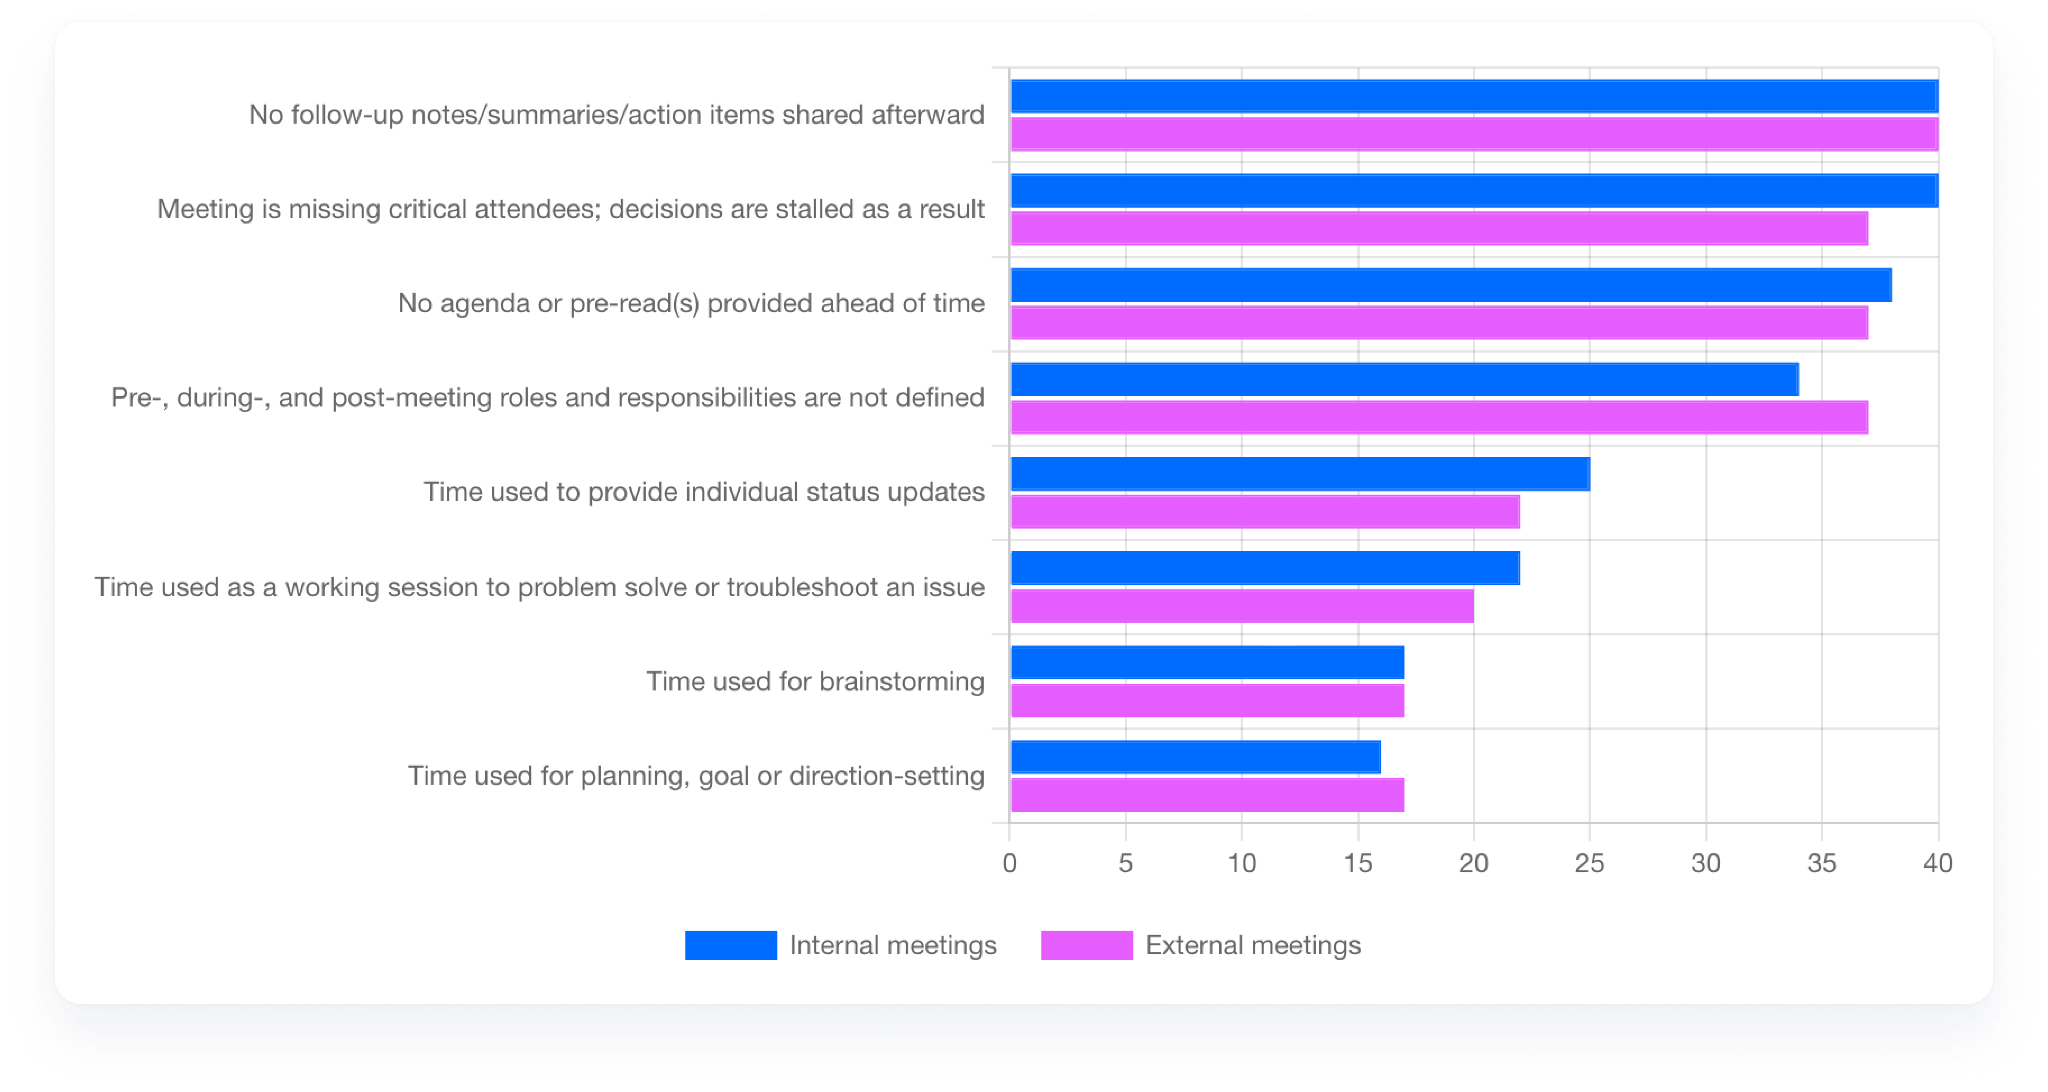 No follow-up notes/summaries/action items shared afterward
Meeting is missing critical attendees; decisions are stalled as a result
No agenda or pre-read(s) provided ahead of time
Pre-, during-, and post-meeting roles and responsibilities are not defined
Time used to provide individual status updates
Time used as a working session to problem solve or troubleshoot an issue
Time used for brainstorming
Time used for planning, goal or direction-setting
0 5 10 15 20 25 30 35 40
Internal meetings External meetings